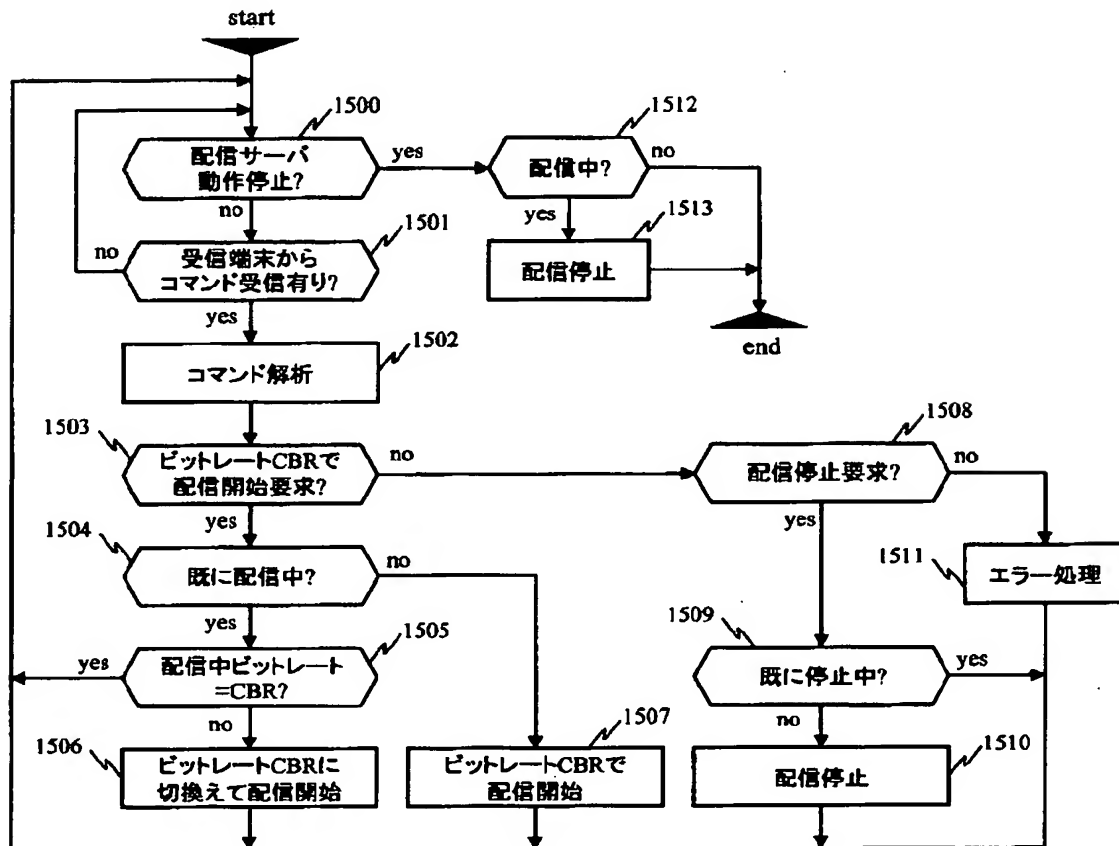 start
1500
配信サーバ
動作停止?
yes
no
1512
配信中?
no
yes
1513
配信停止
end
1501
受信端末から
コマンド受信有り?
no
yes
1502
コマンド解析
1503
ビットレートCBRで
配信開始要求?
no
yes
1508
配信停止要求?
no
yes
1504
既に配信中?
no
yes
1511
エラー処理
1505
配信中ビットレート
=CBR?
yes
no
1509
既に停止中?
yes
no
1506
ビットレートCBRに
切換えて配信開始
1507
ビットレートCBRで
配信開始
1510
配信停止